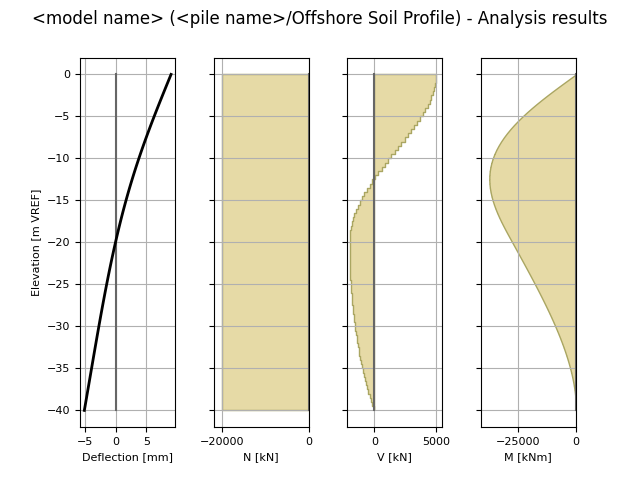 <model name> (<pile name>/Offshore Soil Profile) - Analysis results
Elevation [m VREF]
0
−5
−10
−15
−20
−25
−30
−35
−40
−5 0 5
Deflection [mm]
−20000 0
N [kN]
0 5000
V [kN]
−25000 0
M [kNm]